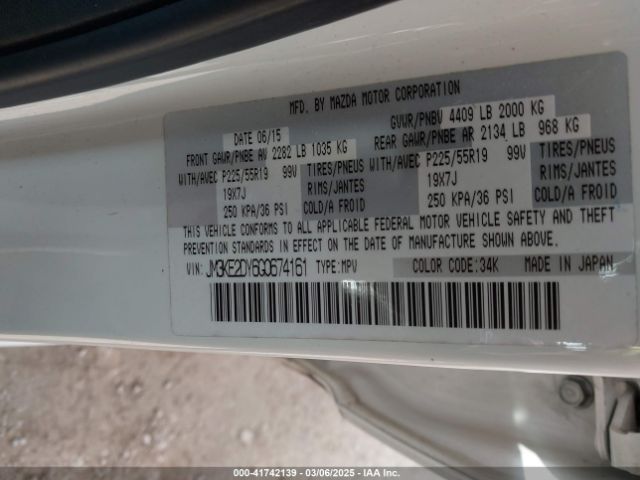 MFD. BY MAZDA MOTOR CORPORATION
DATE 06/15 GVWR/PNBV 4409 LB 2000 KG
FRONT GAWR/PNBE AV 2282 LB 1035 KG REAR GAWR/PNBE AR 2134 LB 968 KG
WITH/AVEC P225/55R19 99V TIRES/PNEUS WITH/AVEC P225/55R19 99V TIRES/PNEUS
19X7J RIMS/JANTES 19X7J RIMS/JANTES
250 KPA/36 PSI COLD/A FROID 250 KPA/36 PSI COLD/A FROID
THIS VEHICLE CONFORMS TO ALL APPLICABLE FEDERAL MOTOR VEHICLE SAFETY AND THEFT
PREVENTION STANDARDS IN EFFECT ON THE DATE OF MANUFACTURE SHOWN ABOVE.
VIN: JM3KE2DY6G0674161 TYPE:MPV COLOR CODE:34K MADE IN JAPAN
000-41742139 - 03/06/2025 - IAA Inc.